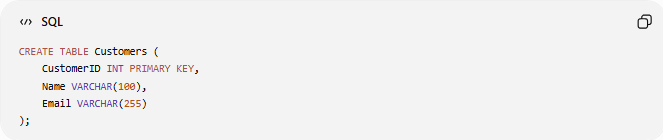 SQL
CREATE TABLE Customers (
    CustomerID INT PRIMARY KEY,
    Name VARCHAR(100),
    Email VARCHAR(255)
);